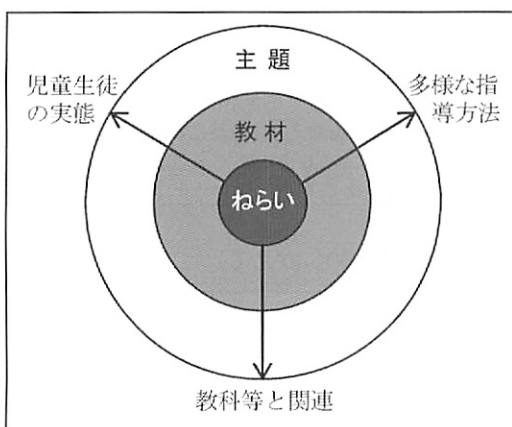 主題
児童生徒
の実態
多様な指
導方法
教材
ねらい
教科等と関連